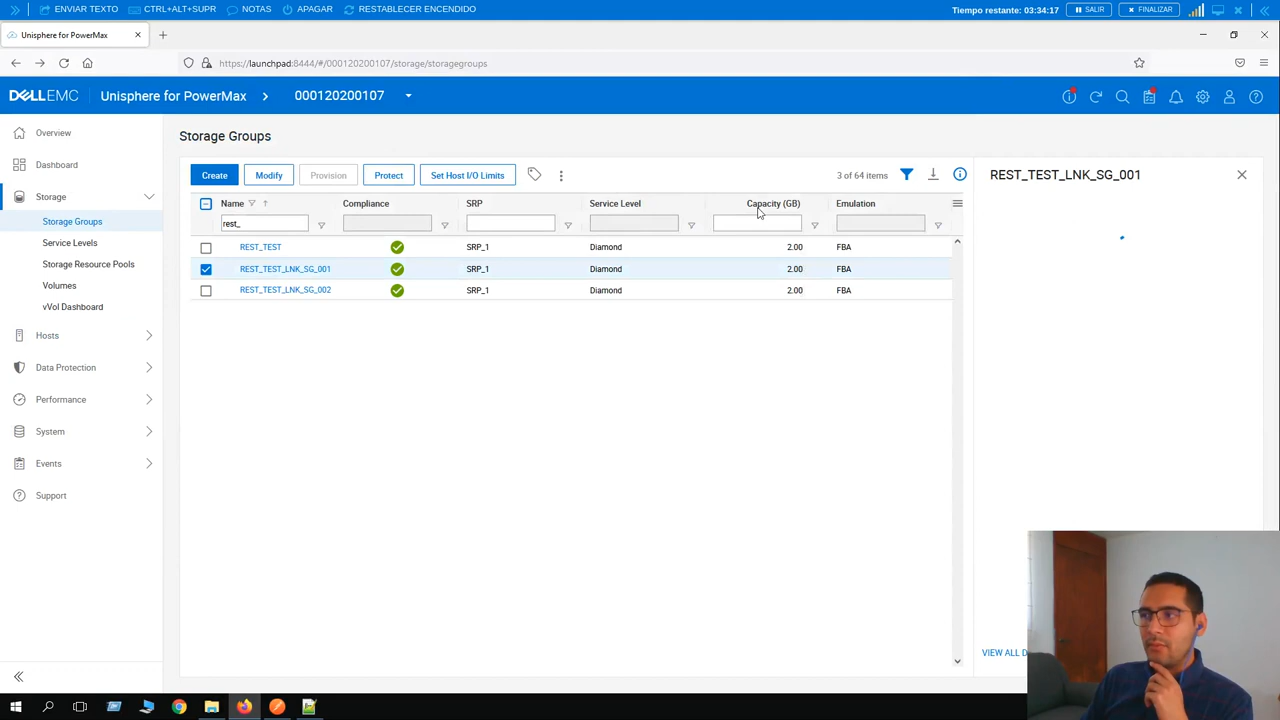 ENVIAR TEXTO CTRL+ALT+SUPR NOTAS APAGAR RESTABLECER ENCENDIDO Tiempo restante: 03:34:17 SALIR FINALIZAR
Unisphere for PowerMax
https://launchpad:8444/#/000120200107/storage/storagegroups
DELLEMC Unisphere for PowerMax 000120200107
Overview
Dashboard
Storage
Storage Groups
Service Levels
Storage Resource Pools
Volumes
vVol Dashboard
Hosts
Data Protection
Performance
System
Events
Support
Storage Groups
Create Modify Provision Protect Set Host I/O Limits 3 of 64 items
Name Compliance SRP Service Level Capacity (GB) Emulation
rest_
REST_TEST SRP_1 Diamond 2.00 FBA
REST_TEST_LNK_SG_001 SRP_1 Diamond 2.00 FBA
REST_TEST_LNK_SG_002 SRP_1 Diamond 2.00 FBA
REST_TEST_LNK_SG_001
VIEW ALL D